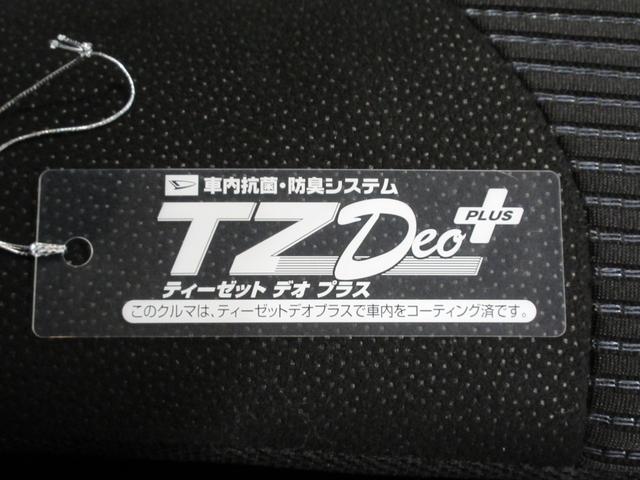 車内抗菌・防臭システム
TZ Deo PLUS
ティーゼット デオ プラス
このクルマは、ティーゼットデオプラスで車内をコーティング済です。